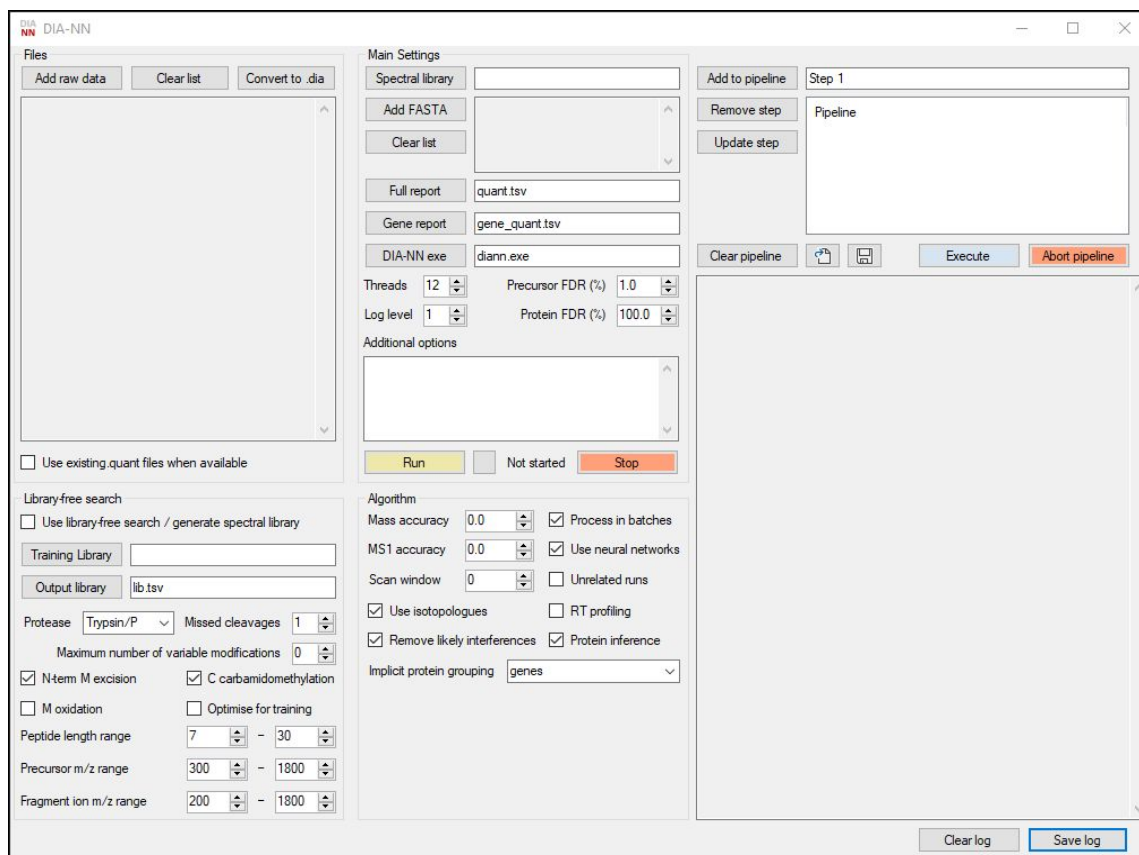 DIA
NN DIA-NN
Files
Add raw data Clear list Convert to .dia
Use existing.quant files when available
Main Settings
Spectral library
Add FASTA
Clear list
Full report quant.tsv
Gene report gene_quant.tsv
DIA-NN exe diann.exe
Threads 12 Precursor FDR (%) 1.0
Log level 1 Protein FDR (%) 100.0
Additional options
Run Not started Stop
Add to pipeline Step 1
Remove step Pipeline
Update step
Clear pipeline Execute Abort pipeline
Library-free search
Use library-free search / generate spectral library
Training Library
Output library lib.tsv
Protease Trypsin/P Missed cleavages 1
Maximum number of variable modifications 0
N-term M excision C carbamidomethylation
M oxidation Optimise for training
Peptide length range 7 - 30
Precursor m/z range 300 - 1800
Fragment ion m/z range 200 - 1800
Algorithm
Mass accuracy 0.0 Process in batches
MS1 accuracy 0.0 Use neural networks
Scan window 0 Unrelated runs
Use isotopologues RT profiling
Remove likely interferences Protein inference
Implicit protein grouping genes
Clear log Save log